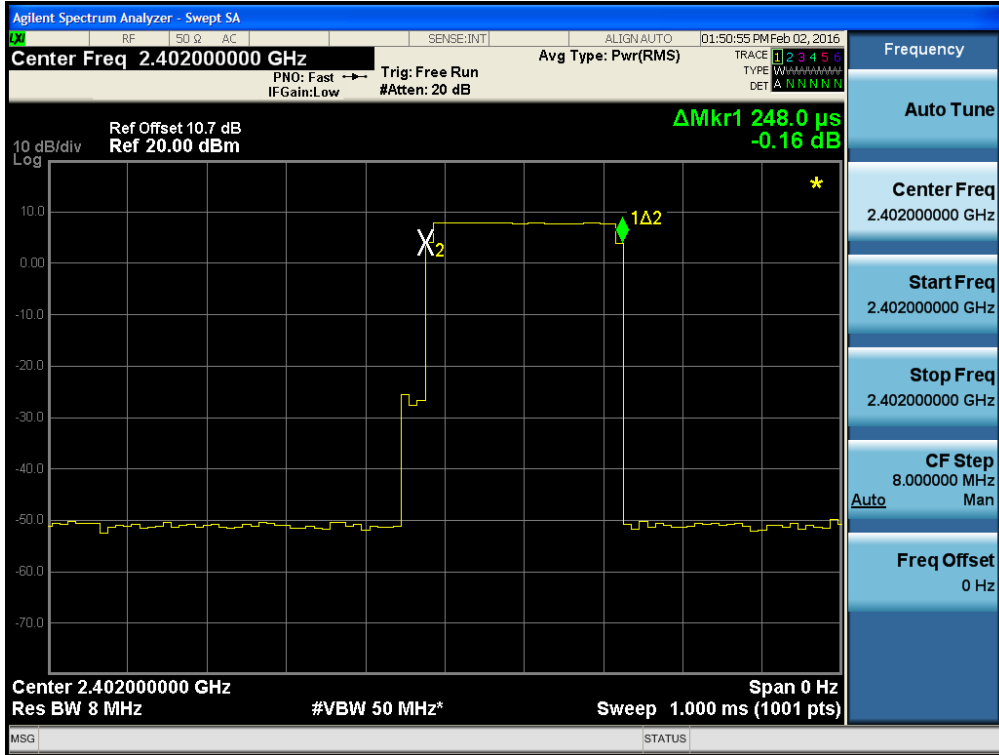 Agilent Spectrum Analyzer - Swept SA
LXI RF 50 Ω AC SENSE:INT ALIGNAUTO 01:50:55 PM Feb 02, 2016
Center Freq 2.402000000 GHz
PNO: Fast
IFGain:Low
Trig: Free Run
#Atten: 20 dB
Avg Type: Pwr(RMS)
TRACE 1 2 3 4 5 6
TYPE W
DET A N N N N N
ΔMkr1 248.0 µs
-0.16 dB
Ref Offset 10.7 dB
10 dB/div Ref 20.00 dBm
Log
10.0
0.00
-10.0
-20.0
-30.0
-40.0
-50.0
-60.0
-70.0
*
X2
1Δ2
Center 2.402000000 GHz Span 0 Hz
Res BW 8 MHz #VBW 50 MHz* Sweep 1.000 ms (1001 pts)
MSG STATUS
Frequency
Auto Tune
Center Freq
2.402000000 GHz
Start Freq
2.402000000 GHz
Stop Freq
2.402000000 GHz
CF Step
8.000000 MHz
Auto Man
Freq Offset
0 Hz